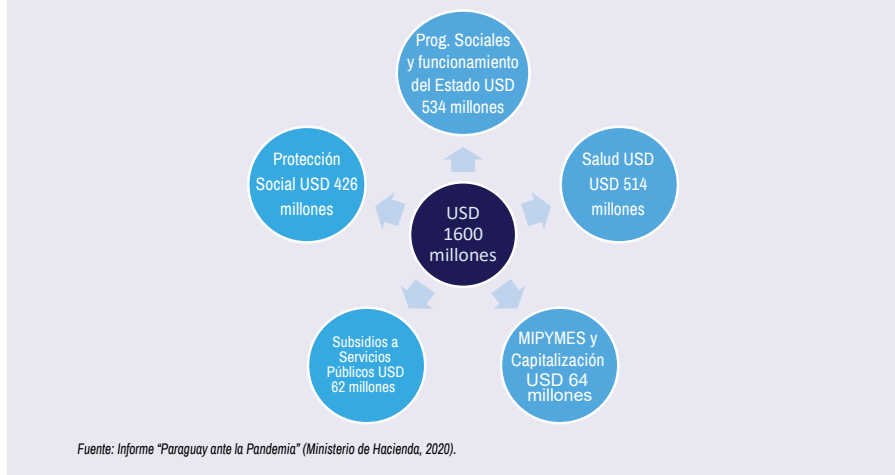 Prog. Sociales
y funcionamiento
del Estado USD
534 millones
Protección
Social USD 426
millones
Salud USD
USD 514
millones
USD
1600
millones
Subsidios a
Servicios
Públicos USD
62 millones
MIPYMES y
Capitalización
USD 64
millones
Fuente: Informe “Paraguay ante la Pandemia” (Ministerio de Hacienda, 2020).